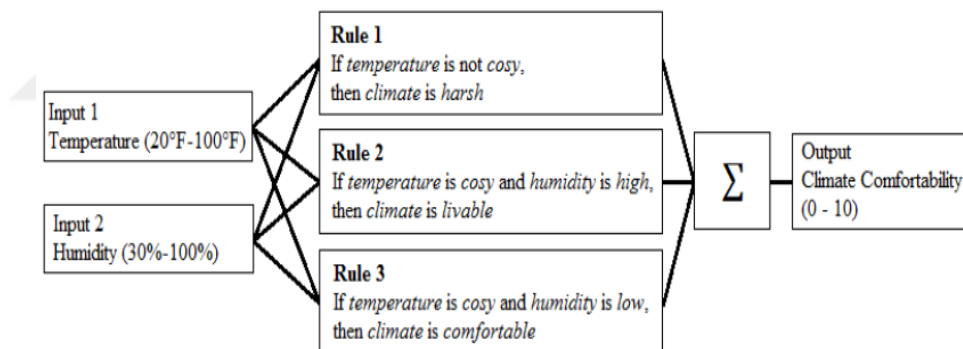 Input 1
Temperature (20°F-100°F)
Input 2
Humidity (30%-100%)
Rule 1
If temperature is not cosy,
then climate is harsh
Rule 2
If temperature is cosy and humidity is high,
then climate is livable
Rule 3
If temperature is cosy and humidity is low,
then climate is comfortable
Σ
Output
Climate Comfortability
(0 - 10)